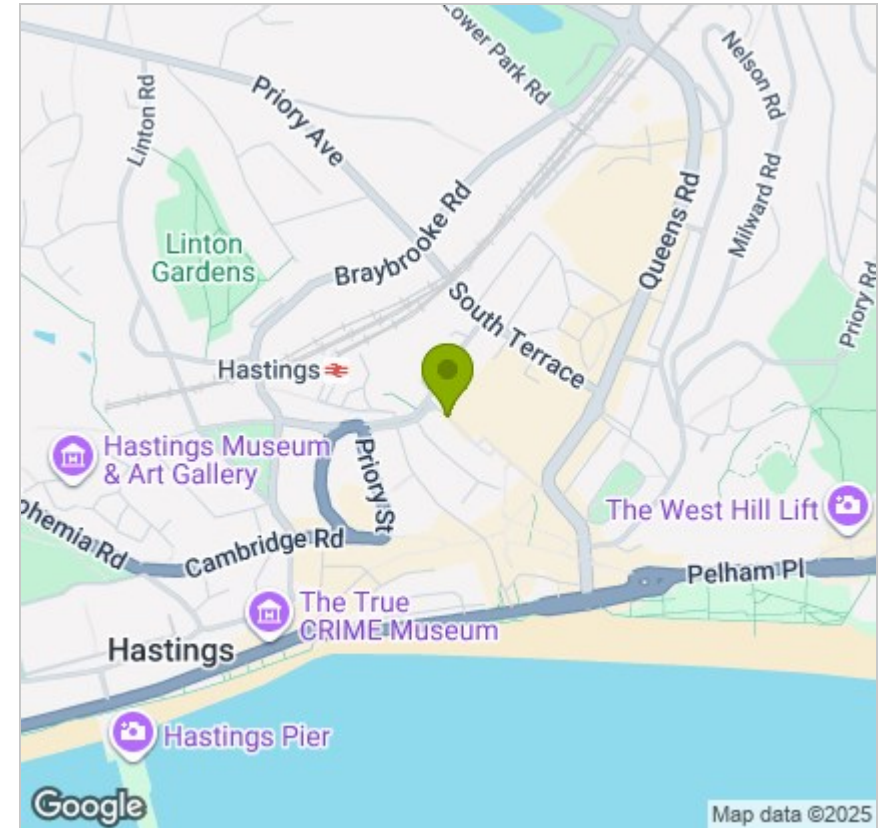 Lower Park Rd
Nelson Rd
Linton Rd
Priory Ave
Milward Rd
Braybrooke Rd
Queens Rd
Linton
Gardens
South Terrace
Priory Rd
Hastings
Hastings Museum
& Art Gallery
Priory St
The West Hill Lift
ohemia Rd
Cambridge Rd
Pelham Pl
The True
CRIME Museum
Hastings
Hastings Pier
Google
Map data ©2025